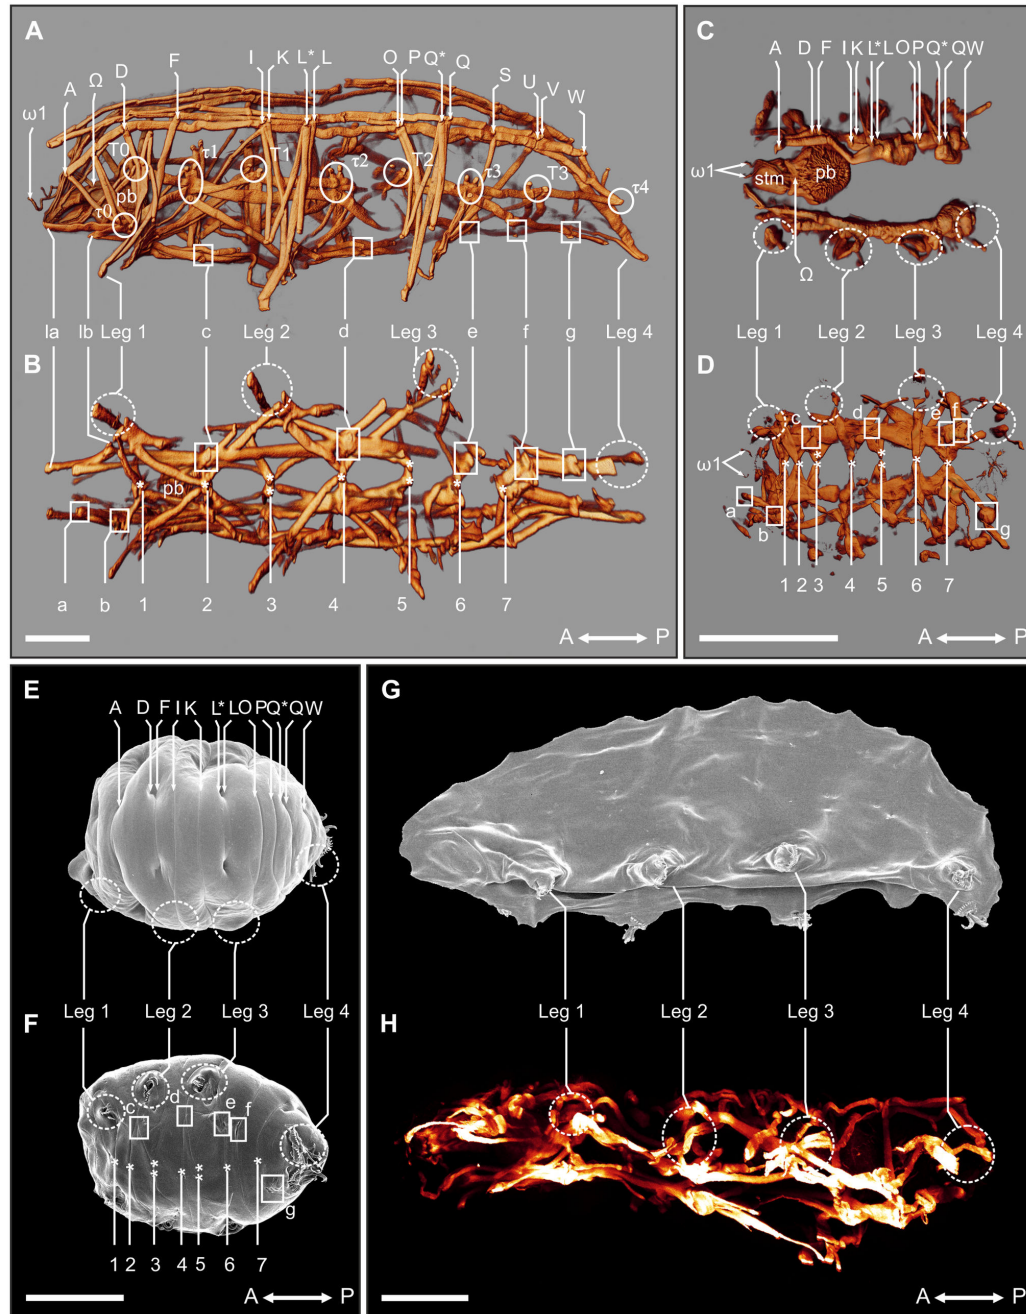 A
A Ω D F I K L* L O P Q* Q S U V W
ω1
T0 τ1 T1 τ2 T2 τ3 T3 τ4
pb
τ0
Ia Ib Leg 1 c Leg 2 d Leg 3 e f g Leg 4
B
pb
a b 1 2 3 4 5 6 7
A P
C
A D F I K L* L O P Q* Q W
ω1 stm pb
Ω
Leg 1 Leg 2 Leg 3 Leg 4
D
c d e f
ω1
a
b g
1 2 3 4 5 6 7
A P
E
A D F I K L* L O P Q* Q W
Leg 1 Leg 2 Leg 3 Leg 4
F
c d e f
g
1 2 3 4 5 6 7
A P
G
Leg 1 Leg 2 Leg 3 Leg 4
H
A P